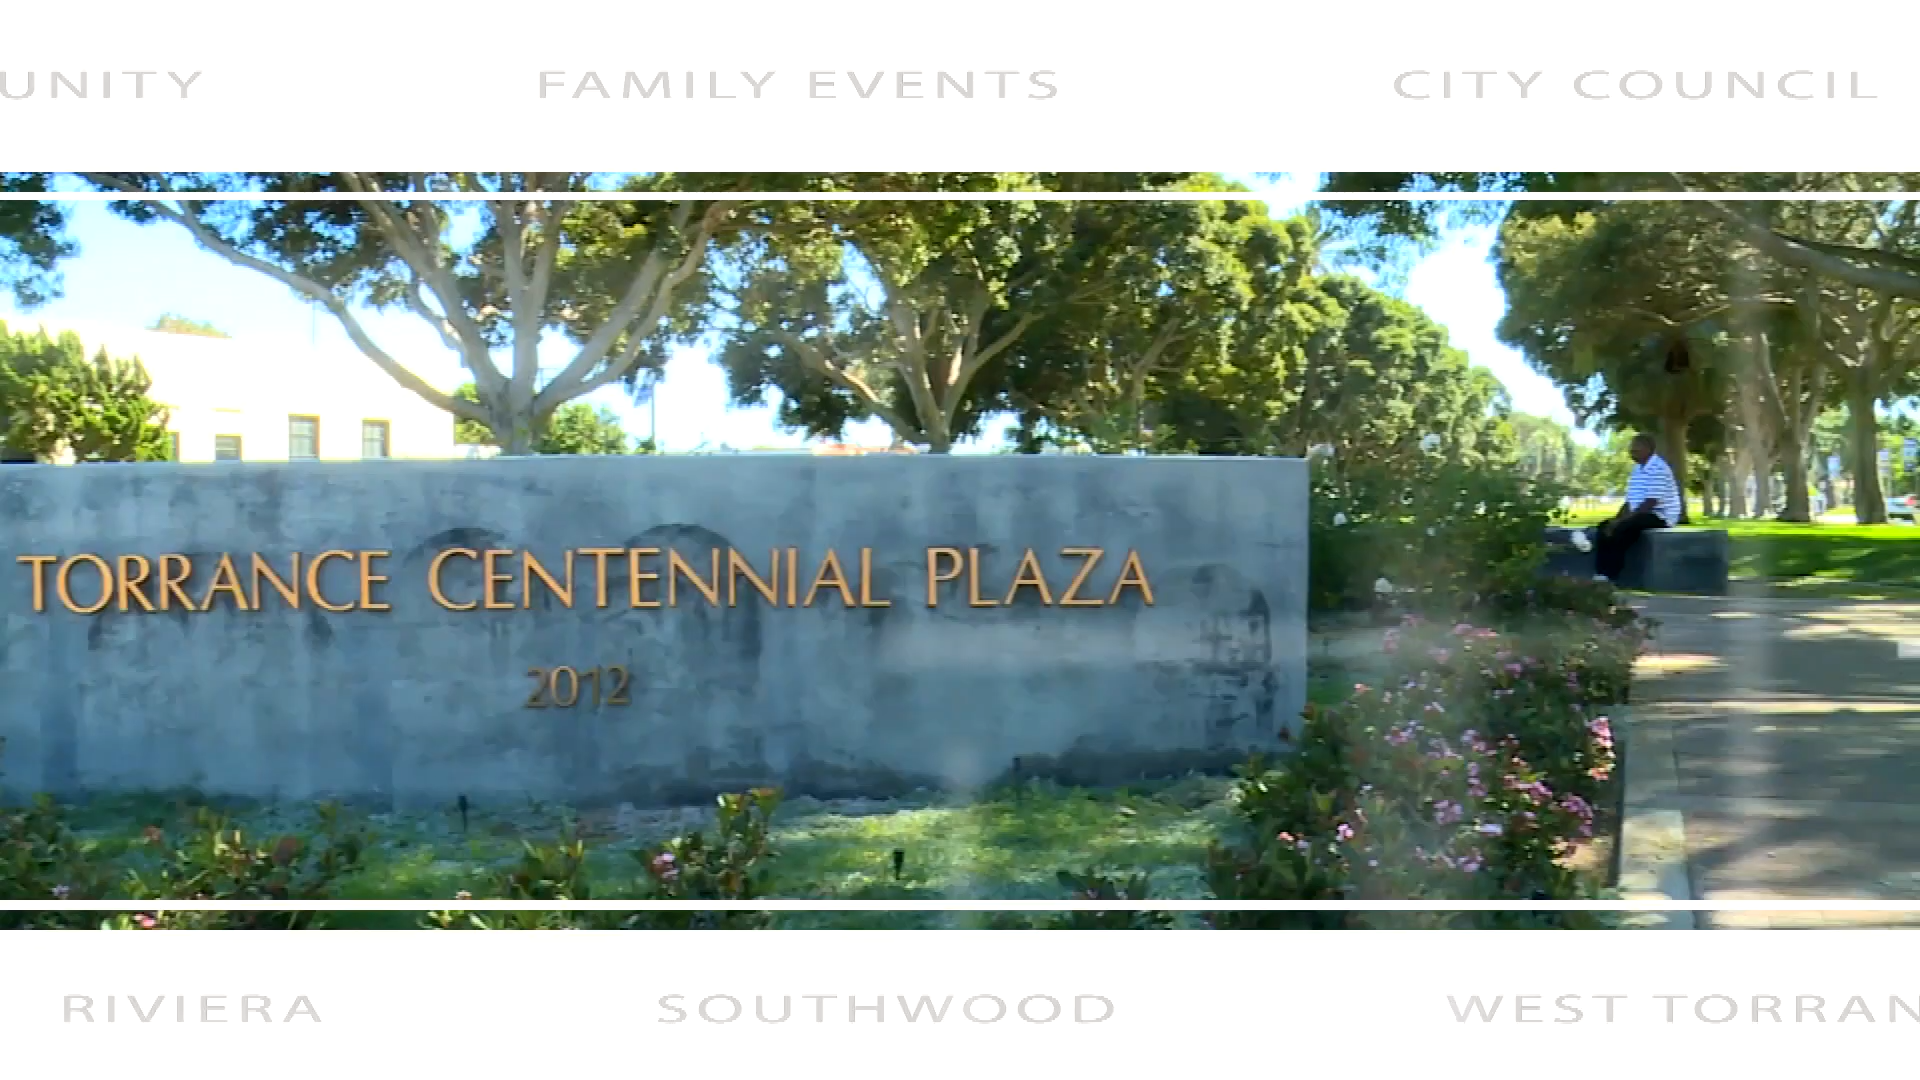 UNITY FAMILY EVENTS CITY COUNCIL
TORRANCE CENTENNIAL PLAZA
2012
RIVIERA SOUTHWOOD WEST TORRAN